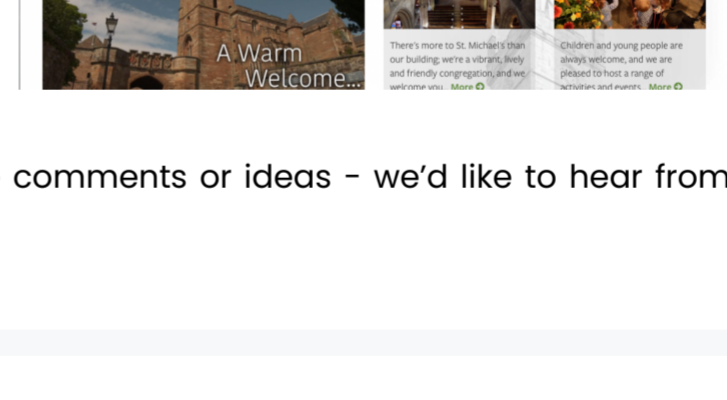 A Warm
Welcome...
There's more to St. Michael's than
our building; we're a vibrant, lively
and friendly congregation, and we
welcome you. More
Children and young people are
always welcome, and we are
pleased to host a range of
activities and events. More
comments or ideas - we'd like to hear from